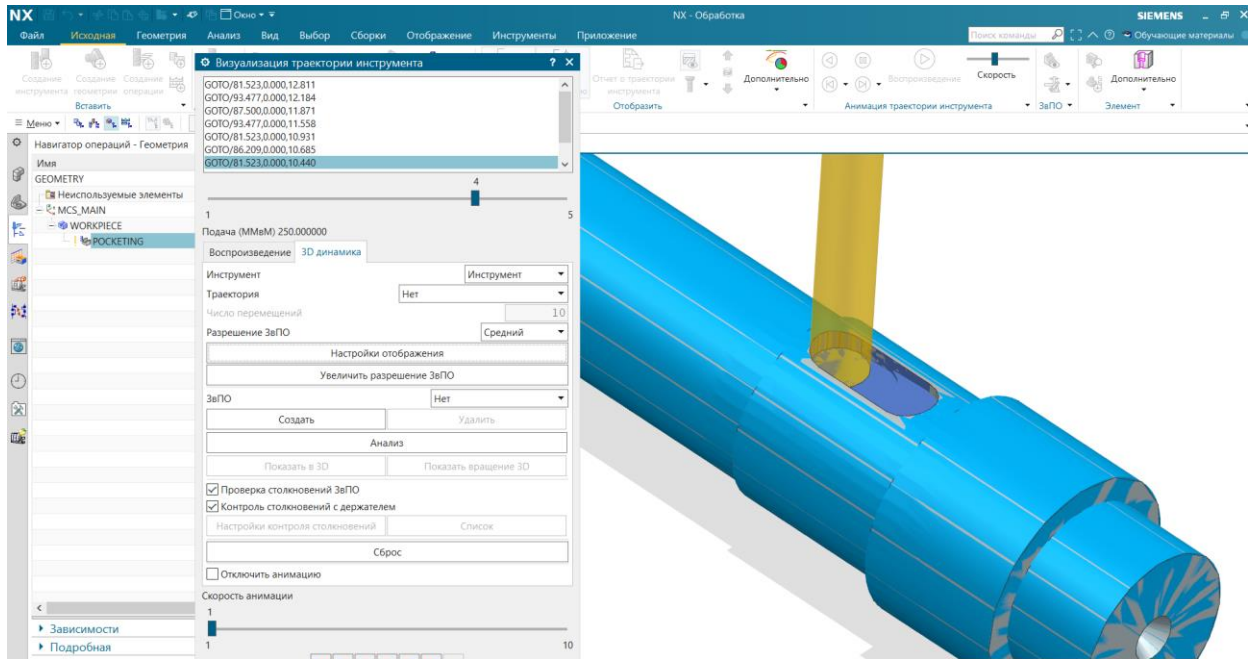 NX
Окно
NX - Обработка
SIEMENS
Файл Исходная Геометрия Анализ Вид Выбор Сборки Отображение Инструменты Приложение
Поиск команды
Обучающие материалы
Создание инструмента
Создание геометрии
Создание операции
Вставить
Отчет о траектории инструмента
Дополнительно
Отобразить
Воспроизведение
Скорость
Анимация траектории инструмента
ЗвПО
Дополнительно
Элемент
Меню
Навигатор операций - Геометрия
Имя
GEOMETRY
Неиспользуемые элементы
MCS_MAIN
WORKPIECE
POCKETING
Зависимости
Подробная
Визуализация траектории инструмента
GOTO/81.523,0.000,12.811
GOTO/93.477,0.000,12.184
GOTO/87.500,0.000,11.871
GOTO/93.477,0.000,11.558
GOTO/81.523,0.000,10.931
GOTO/86.209,0.000,10.685
GOTO/81.523,0.000,10.440
4
1 5
Подача (ММвМ) 250.000000
Воспроизведение 3D динамика
Инструмент Инструмент
Траектория Нет
Число перемещений 10
Разрешение ЗвПО Средний
Настройки отображения
Увеличить разрешение ЗвПО
ЗвПО Нет
Создать Удалить
Анализ
Показать в 3D Показать вращение 3D
Проверка столкновений ЗвПО
Контроль столкновений с держателем
Настройки контроля столкновений Список
Сброс
Отключить анимацию
Скорость анимации
1
1 10